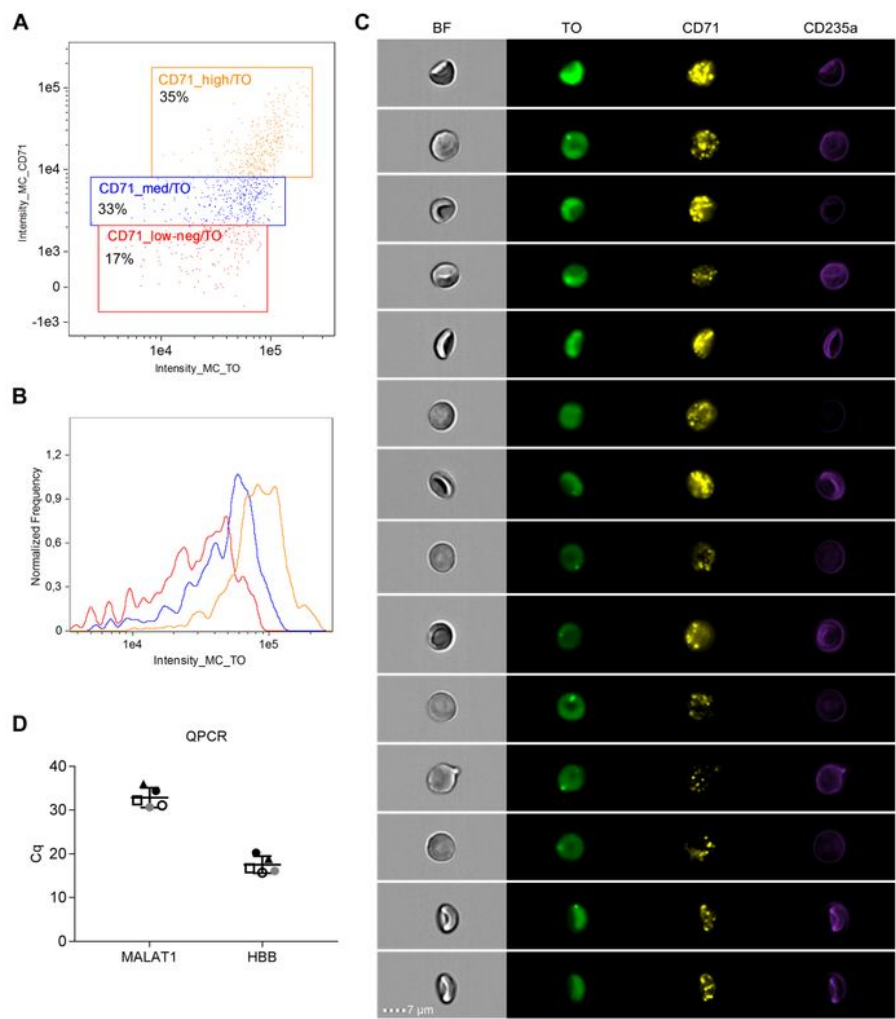 A
Intensity_MC_CD71
1e5
1e4
1e3
0
-1e3
CD71_high/TO
35%
CD71_med/TO
33%
CD71_low-neg/TO
17%
1e4
1e5
Intensity_MC_TO
B
Normalized Frequency
1,2
0,9
0,6
0,3
0
1e4
1e5
Intensity_MC_TO
D
QPCR
Cq
40
30
20
10
0
MALAT1
HBB
C
BF
TO
CD71
CD235a
7 µm